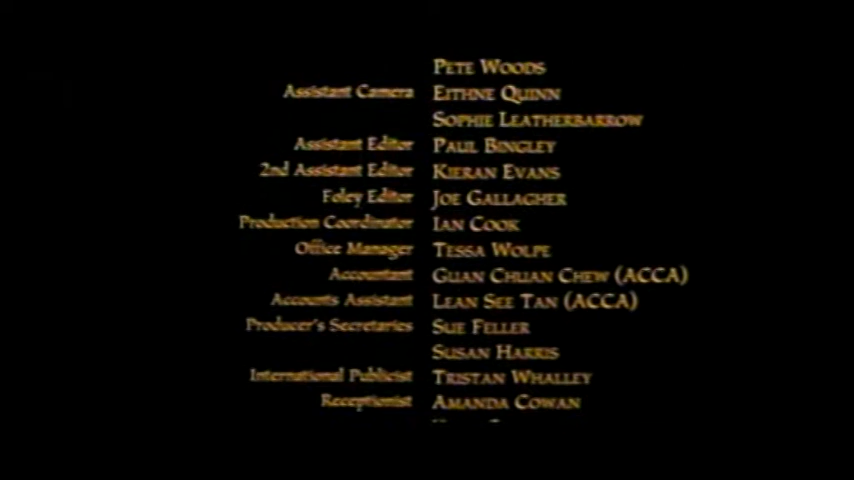 PETE WOODS
Assistant Camera EITHNE QUINN
SOPHIE LEATHERBARROW
Assistant Editor PAUL BINGLEY
2nd Assistant Editor KIERAN EVANS
Foley Editor JOE GALLAGHER
Production Coordinator IAN COOK
Office Manager TESSA WOLPE
Accountant GUAN CHUAN CHEW (ACCA)
Accounts Assistant LEAN SEE TAN (ACCA)
Producer's Secretaries SUE FELLER
SUSAN HARRIS
International Publicist TRISTAN WHALLEY
Receptionist AMANDA COWAN